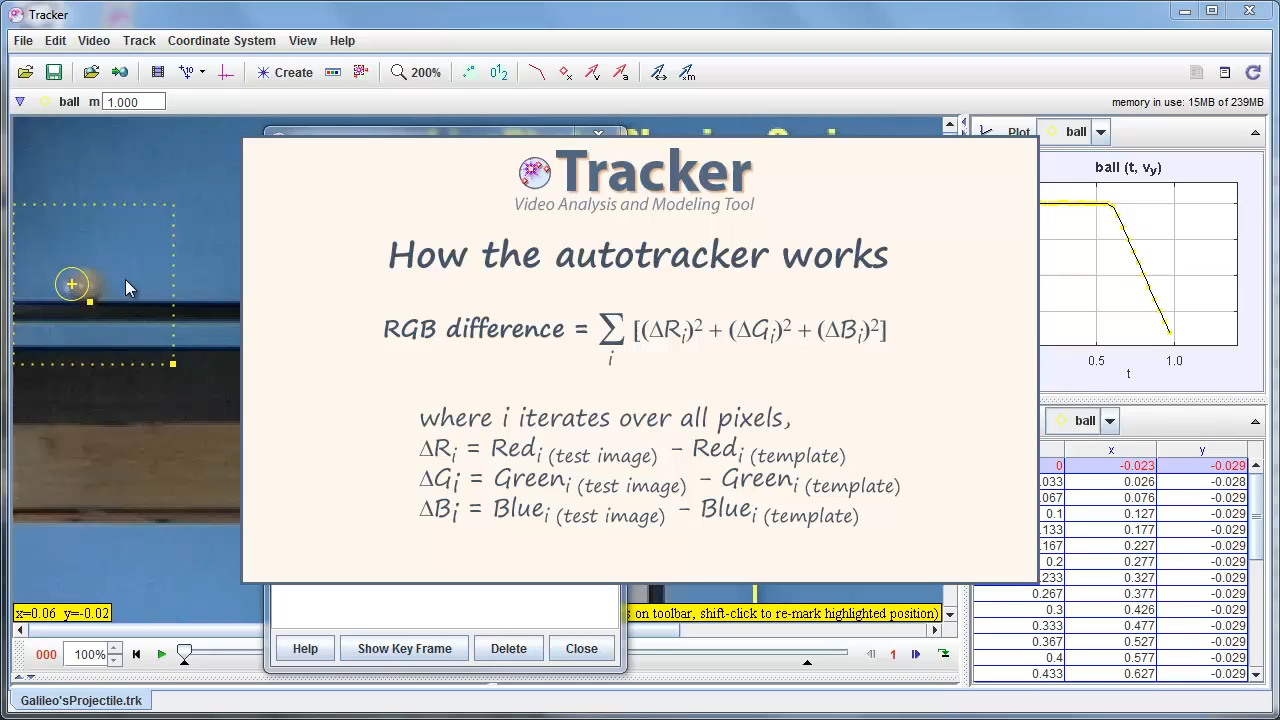 Tracker
File Edit Video Track Coordinate System View Help
Create 200%
ball m 1.000
memory in use: 15MB of 239MB
Plot ball
ball (t, vy)
0.5 1.0
t
Tracker
Video Analysis and Modeling Tool
How the autotracker works
RGB difference = ∑ [(ΔRi)² + (ΔGi)² + (ΔBi)²]
i
where i iterates over all pixels,
ΔRi = Redi (test image) - Redi (template)
ΔGi = Greeni (test image) - Greeni (template)
ΔBi = Bluei (test image) - Bluei (template)
ball
x y
0 -0.023 -0.029
0.033 0.026 -0.028
0.067 0.076 -0.029
0.1 0.127 -0.029
0.133 0.177 -0.029
0.167 0.227 -0.029
0.2 0.277 -0.029
0.233 0.327 -0.029
0.267 0.377 -0.029
0.3 0.426 -0.029
0.333 0.477 -0.029
0.367 0.527 -0.029
0.4 0.577 -0.029
0.433 0.627 -0.029
x=0.06 y=-0.02
s on toolbar, shift-click to re-mark highlighted position)
Help Show Key Frame Delete Close
000 100% 1
Galileo'sProjectile.trk